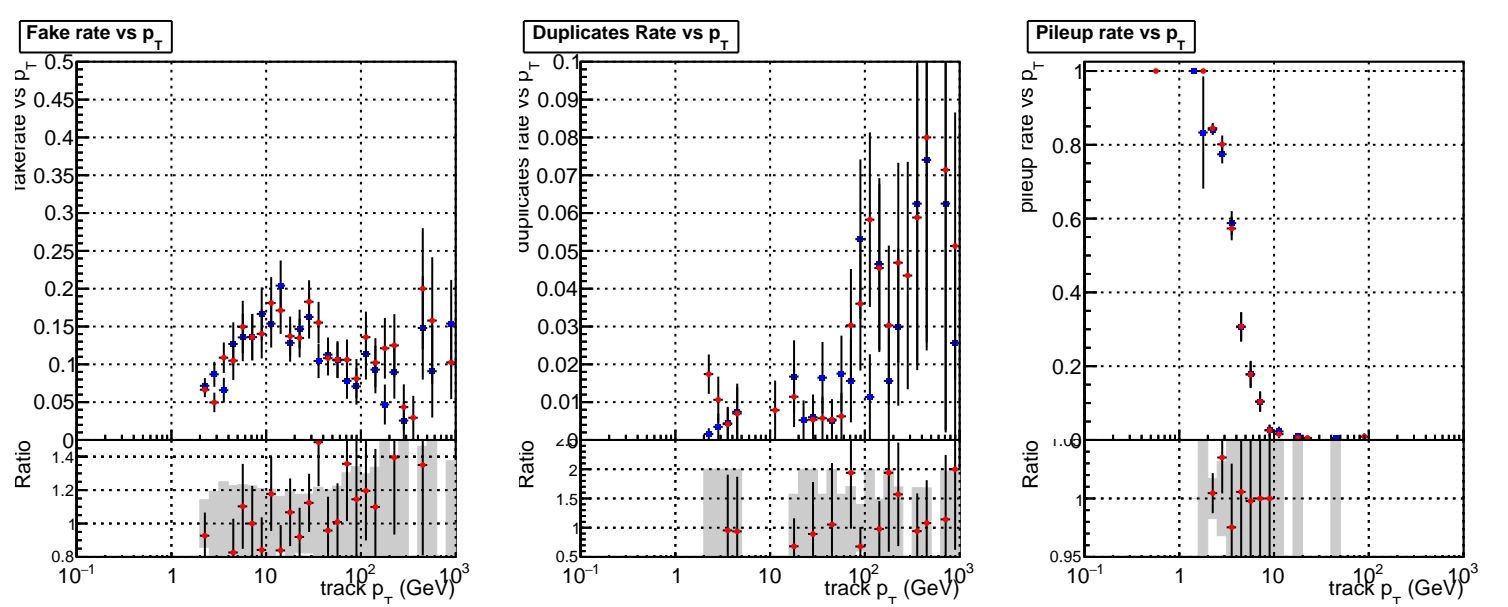 Fake rate vs p_T
fakerate vs p_T
0.5
0.45
0.4
0.35
0.3
0.25
0.2
0.15
0.1
0.05
0
Ratio
1.4
1.2
1
0.8
10^−1 1 10 10^2 10^3
track p_T (GeV)
Duplicates Rate vs p_T
duplicates rate vs p_T
0.1
0.09
0.08
0.07
0.06
0.05
0.04
0.03
0.02
0.01
0
Ratio
2
1.5
1
0.5
10^−1 1 10 10^2 10^3
track p_T (GeV)
Pileup rate vs p_T
pileup rate vs p_T
1
0.8
0.6
0.4
0.2
0
Ratio
1
0.95
10^−1 1 10 10^2 10^3
track p_T (GeV)